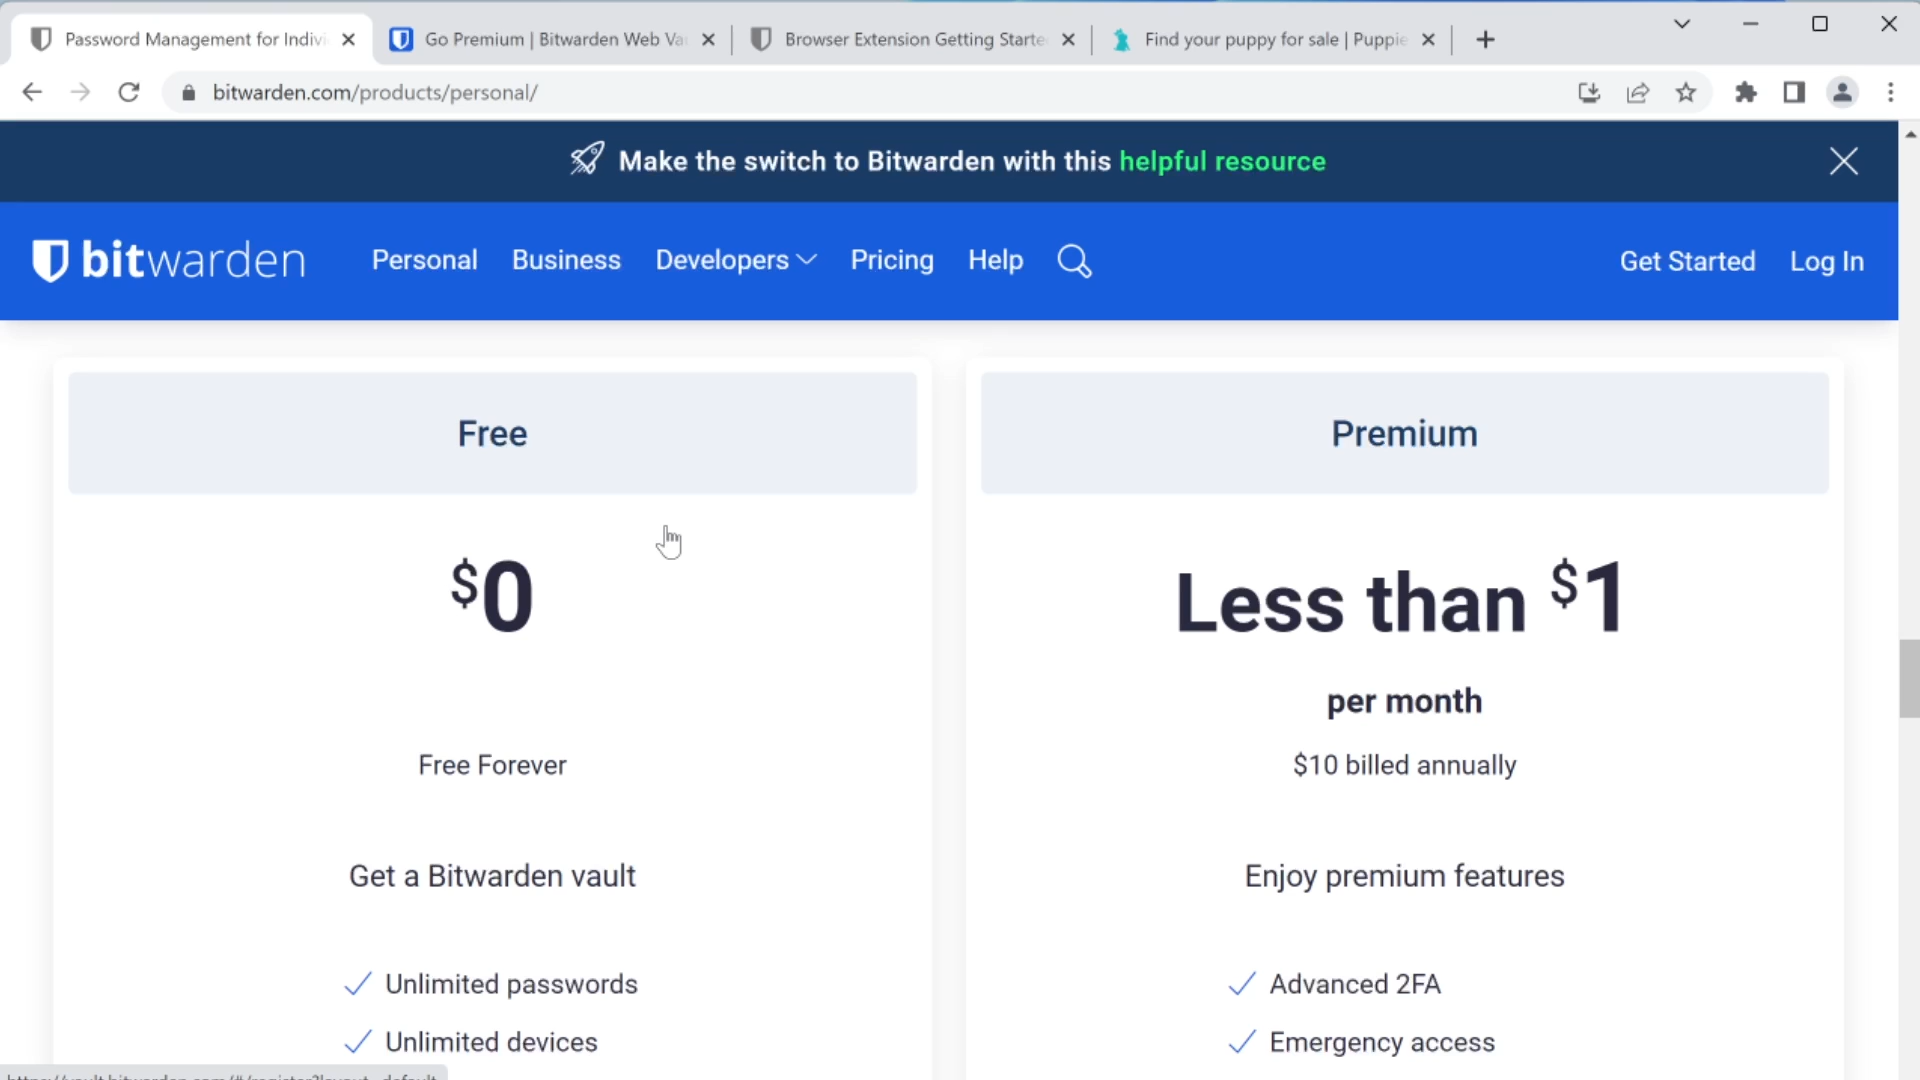 Password Management for Indivi
Go Premium | Bitwarden Web Va
Browser Extension Getting Starte
Find your puppy for sale | Puppie
bitwarden.com/products/personal/
Make the switch to Bitwarden with this helpful resource
bitwarden
Personal
Business
Developers
Pricing
Help
Get Started
Log In
Free
$0
Free Forever
Get a Bitwarden vault
Unlimited passwords
Unlimited devices
Premium
Less than $1
per month
$10 billed annually
Enjoy premium features
Advanced 2FA
Emergency access